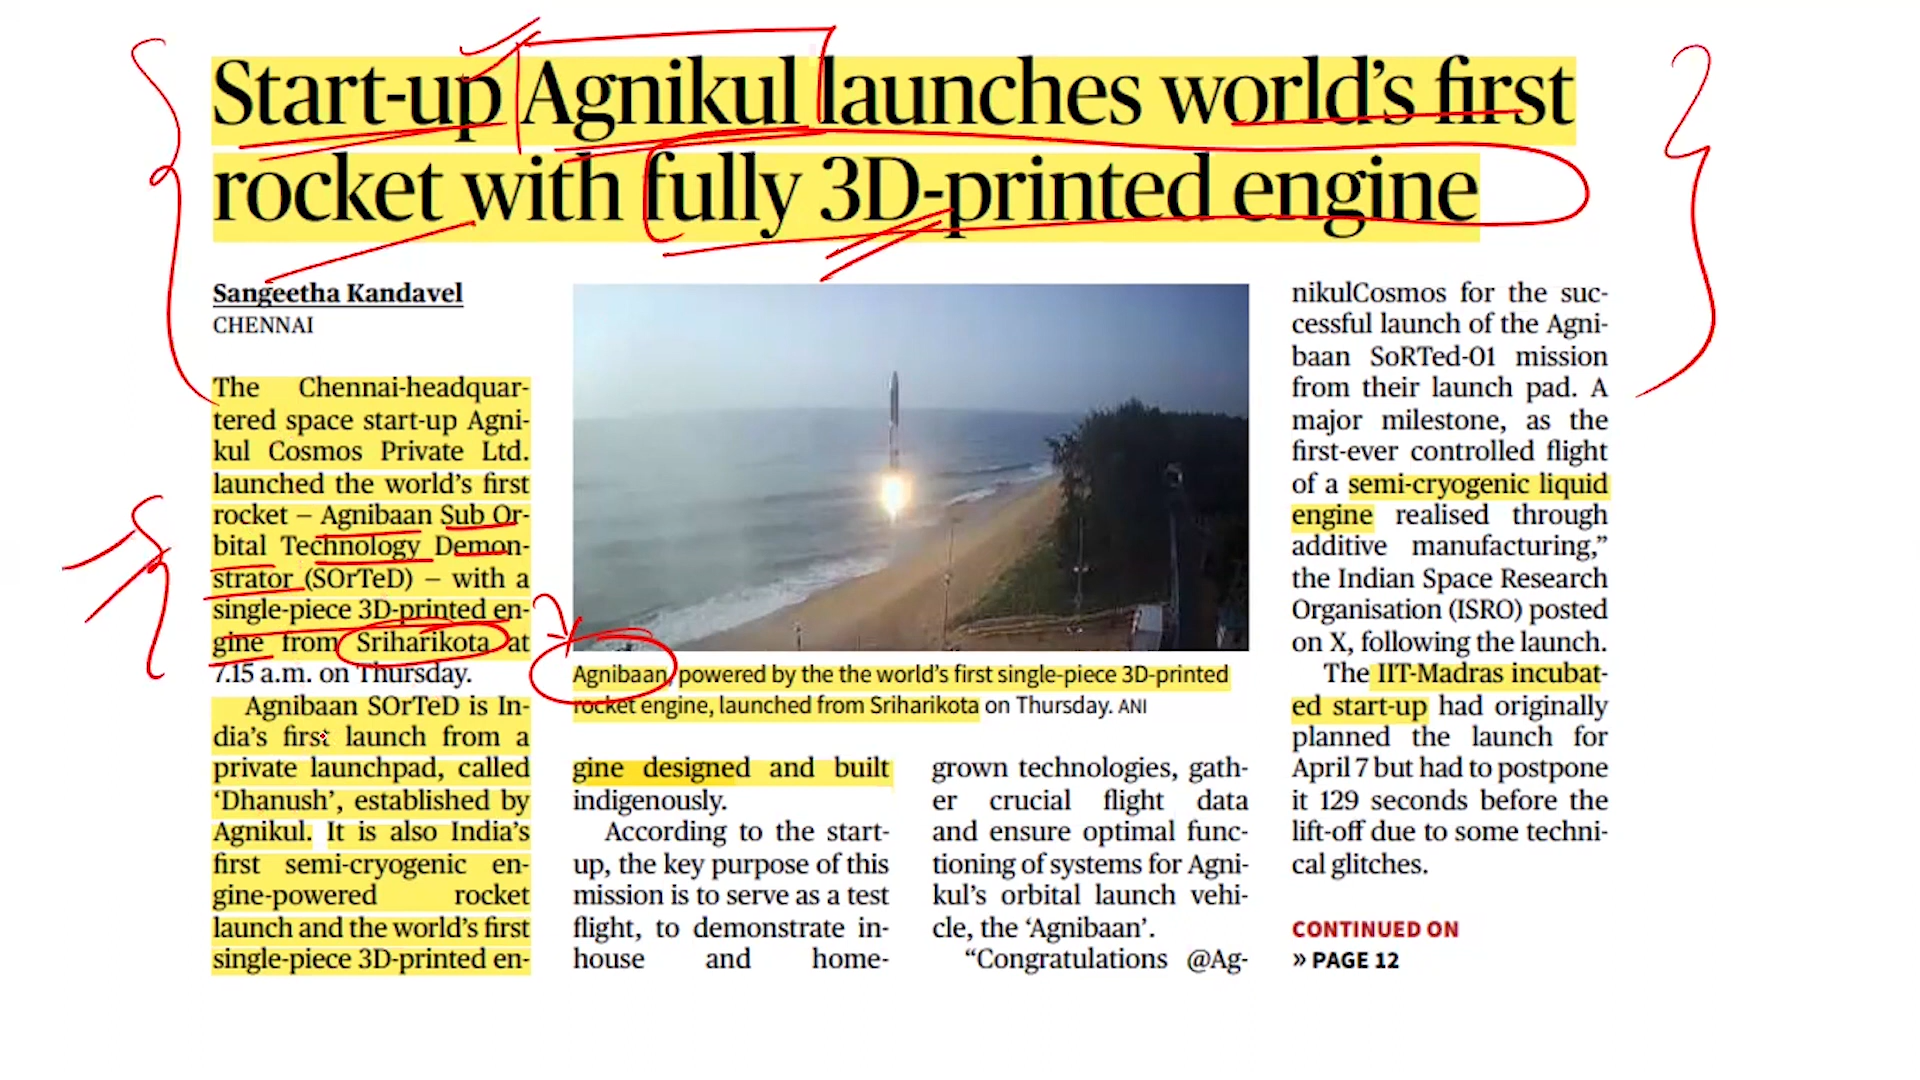 Start-up Agnikul launches world's first
rocket with fully 3D-printed engine
Sangeetha Kandavel
CHENNAI
The Chennai-headquar-
tered space start-up Agni-
kul Cosmos Private Ltd.
launched the world's first
rocket – Agnibaan Sub Or-
bital Technology Demon-
strator (SOrTeD) – with a
single-piece 3D-printed en-
gine from Sriharikota at
7.15 a.m. on Thursday.
Agnibaan SOrTeD is In-
dia's first launch from a
private launchpad, called
‘Dhanush’, established by
Agnikul. It is also India's
first semi-cryogenic en-
gine-powered rocket
launch and the world's first
single-piece 3D-printed en-
Agnibaan, powered by the the world's first single-piece 3D-printed
rocket engine, launched from Sriharikota on Thursday. ANI
gine designed and built
indigenously.
According to the start-
up, the key purpose of this
mission is to serve as a test
flight, to demonstrate in-
house and home-
grown technologies, gath-
er crucial flight data
and ensure optimal func-
tioning of systems for Agni-
kul's orbital launch vehi-
cle, the ‘Agnibaan’.
“Congratulations @Ag-
nikulCosmos for the suc-
cessful launch of the Agni-
baan SoRTed-01 mission
from their launch pad. A
major milestone, as the
first-ever controlled flight
of a semi-cryogenic liquid
engine realised through
additive manufacturing,”
the Indian Space Research
Organisation (ISRO) posted
on X, following the launch.
The IIT-Madras incubat-
ed start-up had originally
planned the launch for
April 7 but had to postpone
it 129 seconds before the
lift-off due to some techni-
cal glitches.
CONTINUED ON
» PAGE 12